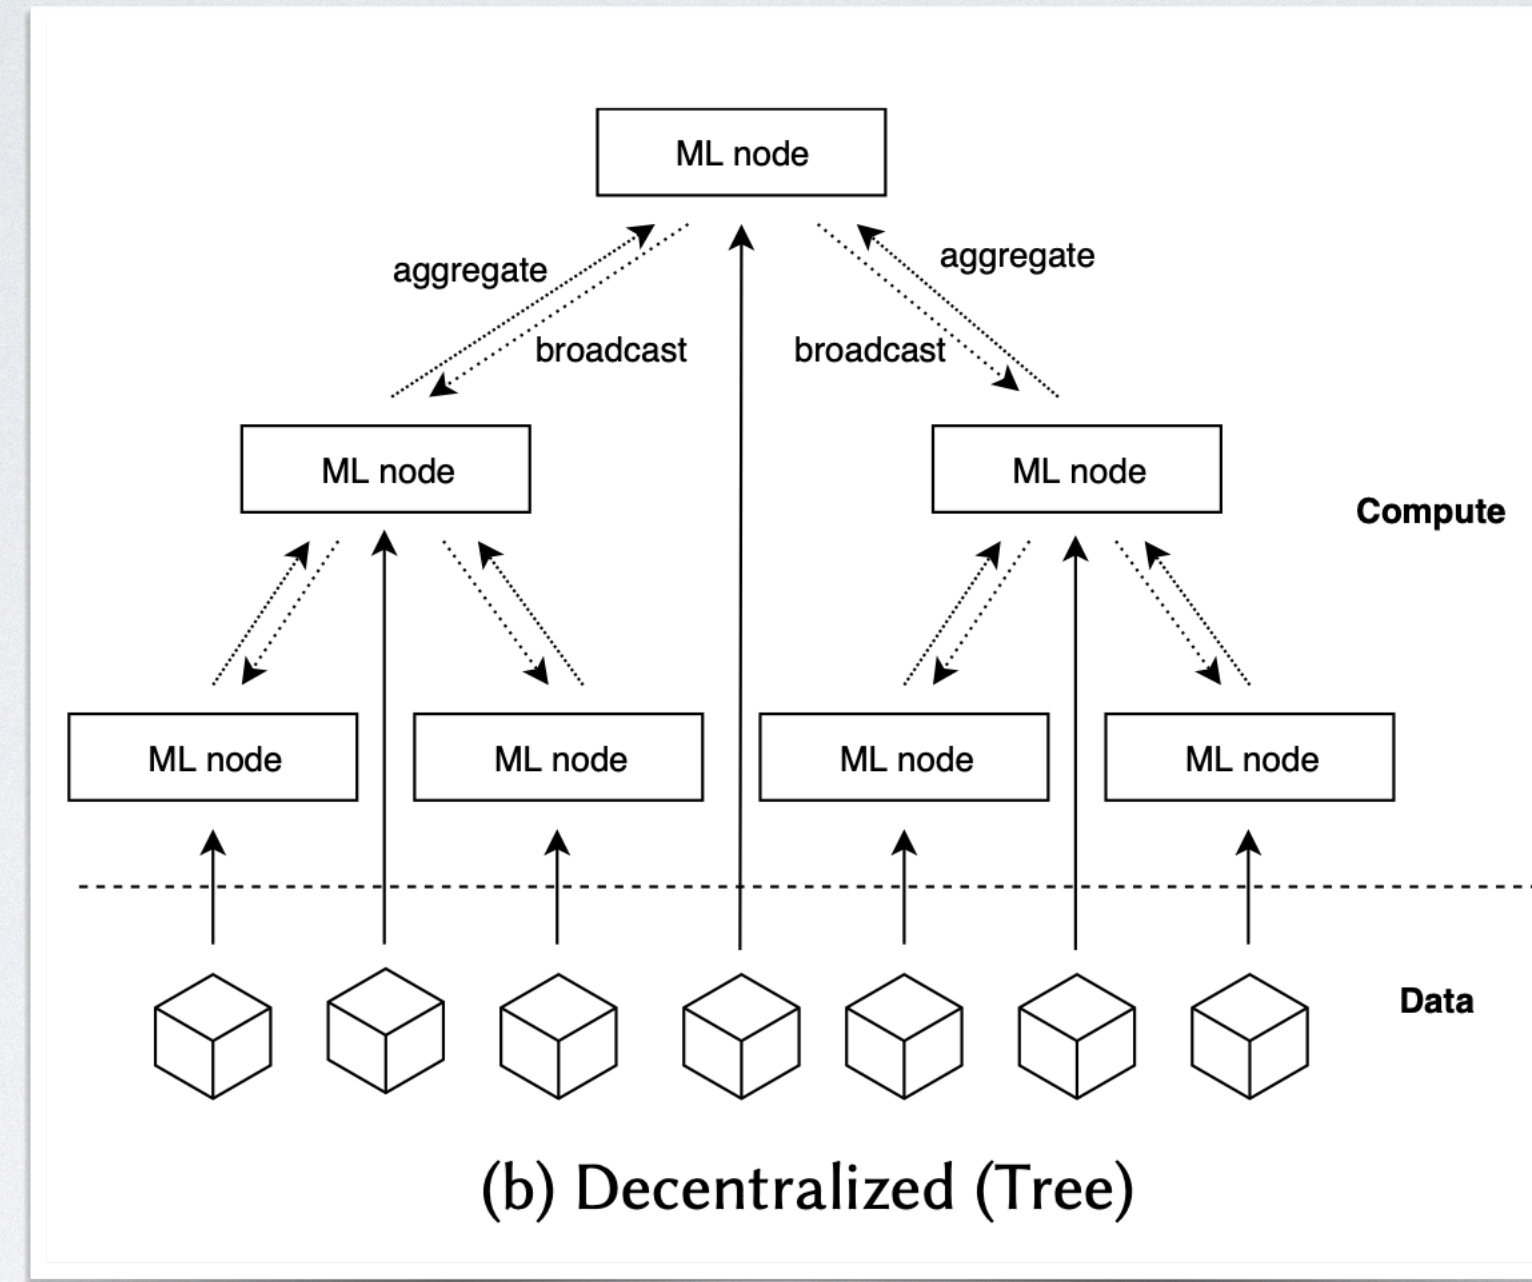 ML node
aggregate
aggregate
broadcast
broadcast
ML node
ML node
Compute
ML node
ML node
ML node
ML node
Data
(b) Decentralized (Tree)